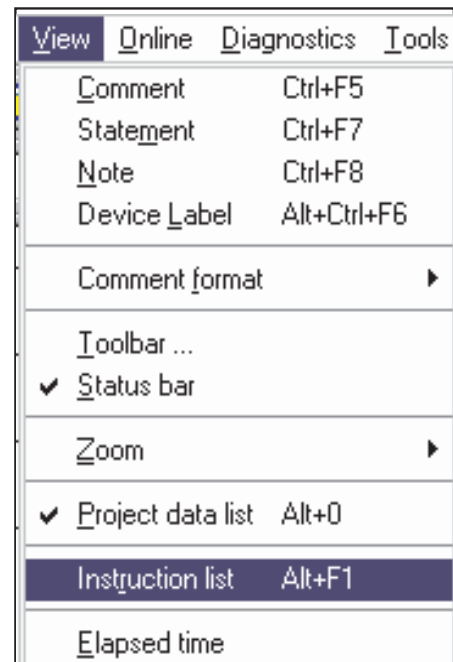 View Online Diagnostics Tools
Comment Ctrl+F5
Statement Ctrl+F7
Note Ctrl+F8
Device Label Alt+Ctrl+F6
Comment format
Toolbar ...
Status bar
Zoom
Project data list Alt+0
Instruction list Alt+F1
Elapsed time